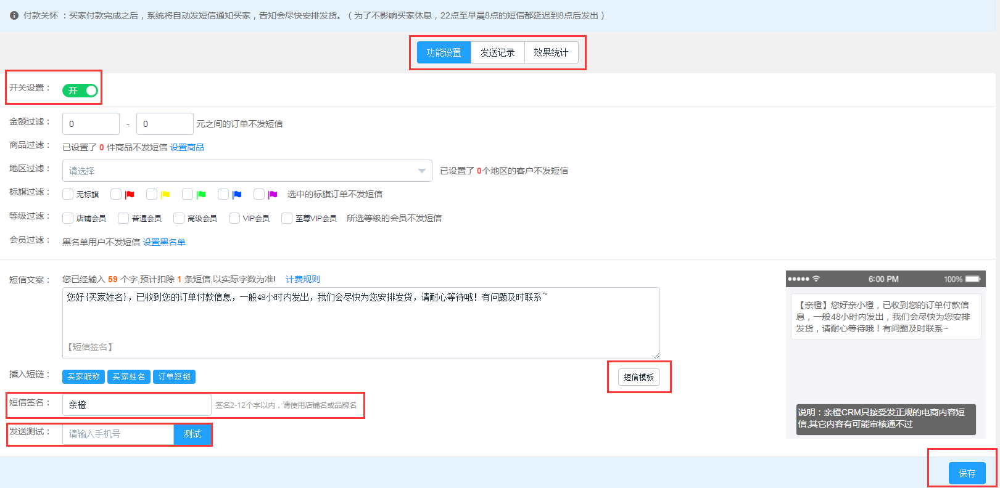 付款关怀 ：买家付款完成之后，系统将自动发短信通知买家，告知会尽快安排发货。（为了不影响买家休息，22点至早晨8点的短信都延迟到8点后发出）
功能设置 发送记录 效果统计
开关设置： 开
金额过滤： 0 - 0 元之间的订单不发短信
商品过滤： 已设置了 0 件商品不发短信 设置商品
地区过滤： 请选择 已设置了 0个地区的客户不发短信
标旗过滤： 无标旗 选中的标旗订单不发短信
等级过滤： 店铺会员 普通会员 高级会员 VIP会员 至尊VIP会员 所选等级的会员不发短信
会员过滤： 黑名单用户不发短信 设置黑名单
短信文案： 您已经输入 59 个字,预计扣除 1 条短信,以实际字数为准! 计费规则
您好{买家姓名}，已收到您的订单付款信息，一般48小时内发出，我们会尽快为您安排发货，请耐心等待哦！有问题及时联系~
【短信签名】
插入短链： 买家昵称 买家姓名 订单短链
短信模板
短信签名： 亲橙 签名2-12个字以内，请使用店铺名或品牌名
发送测试： 请输入手机号 测试
6:00 PM 100%
【亲橙】您好亲小橙，已收到您的订单付款信
息，一般48小时内发出，我们会尽快为您安排
发货，请耐心等待哦！有问题及时联系~
说明：亲橙CRM只接受发正规的电商内容短
信,其它内容有可能审核通不过
保存